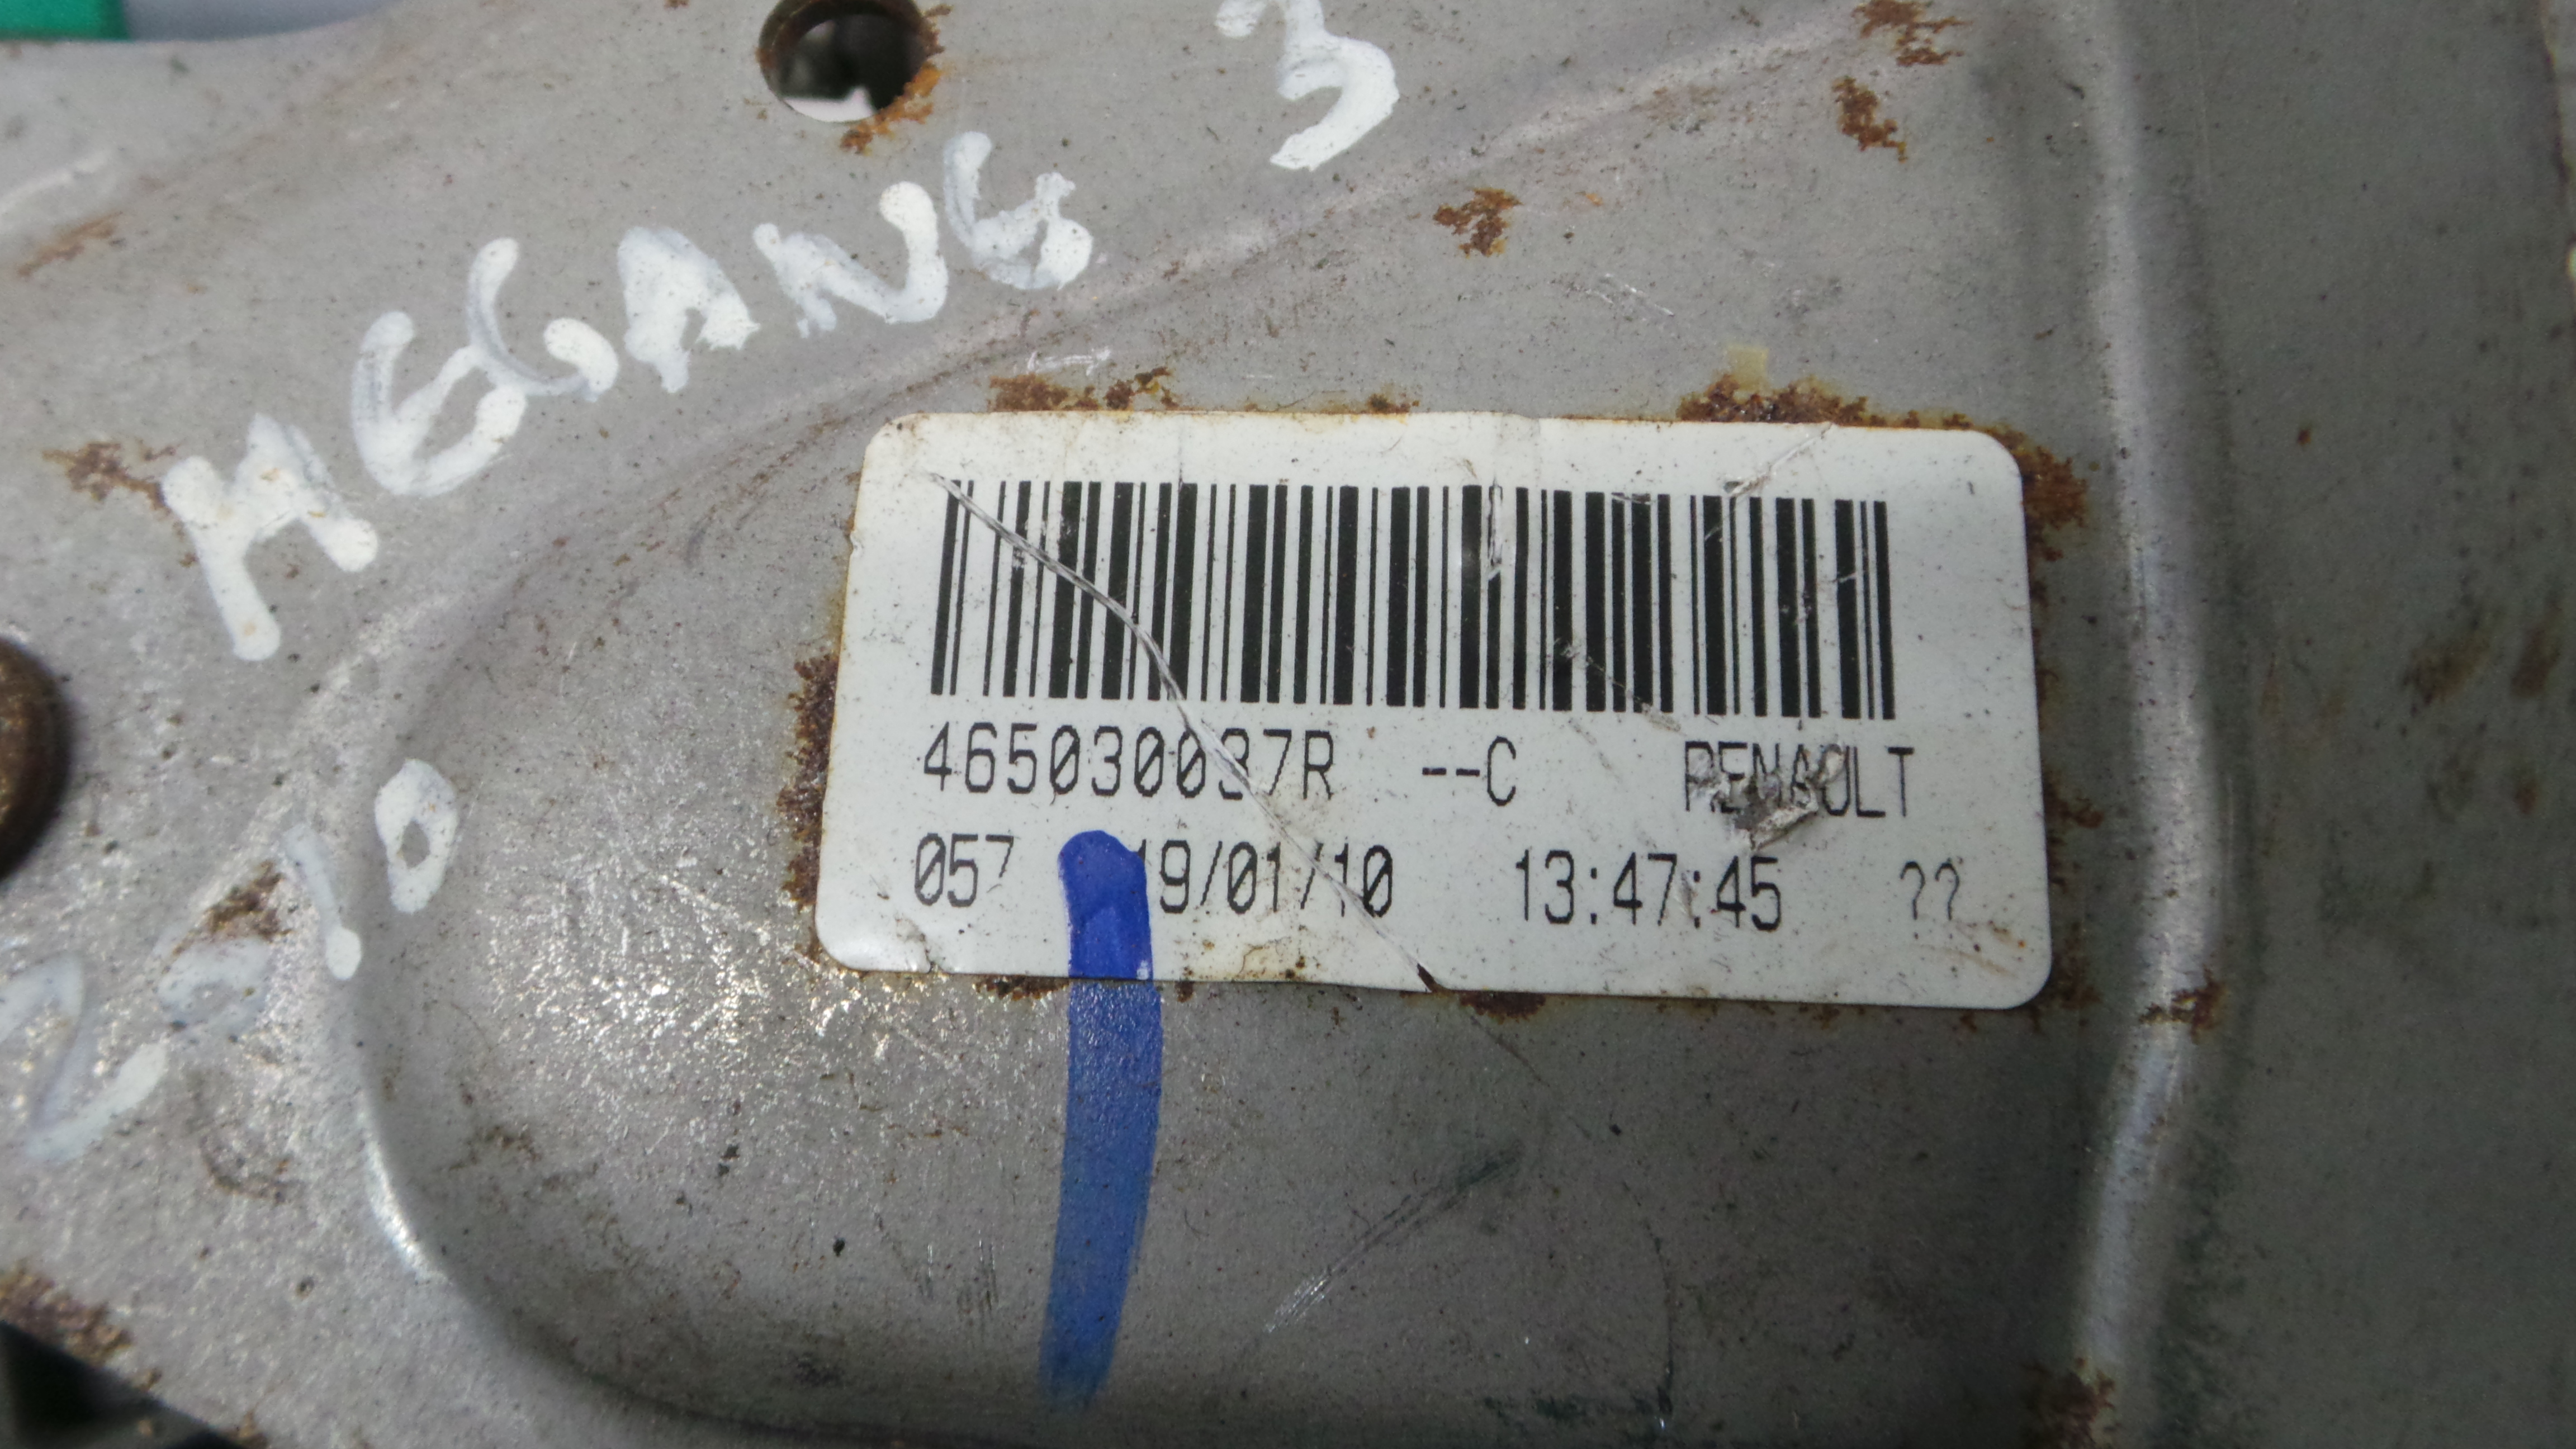 MEGANE 3
2010
465030037R --C RENAULT
057 19/01/10 13:47:45 ??